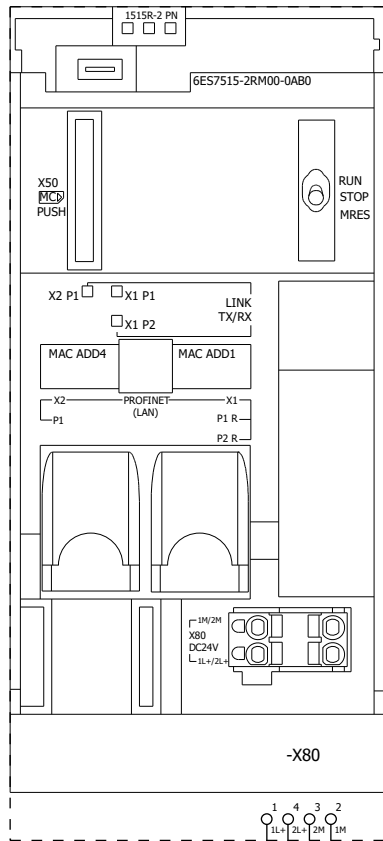 1515R-2 PN
6ES7515-2RM00-0AB0
X50
MC
PUSH
RUN
STOP
MRES
X2 P1
X1 P1
X1 P2
LINK
TX/RX
MAC ADD4
MAC ADD1
X2
PROFINET
(LAN)
X1
P1
P1 R
P2 R
1M/2M
X80
DC24V
1L+/2L+
-X80
1 4 3 2
1L+ 2L+ 2M 1M